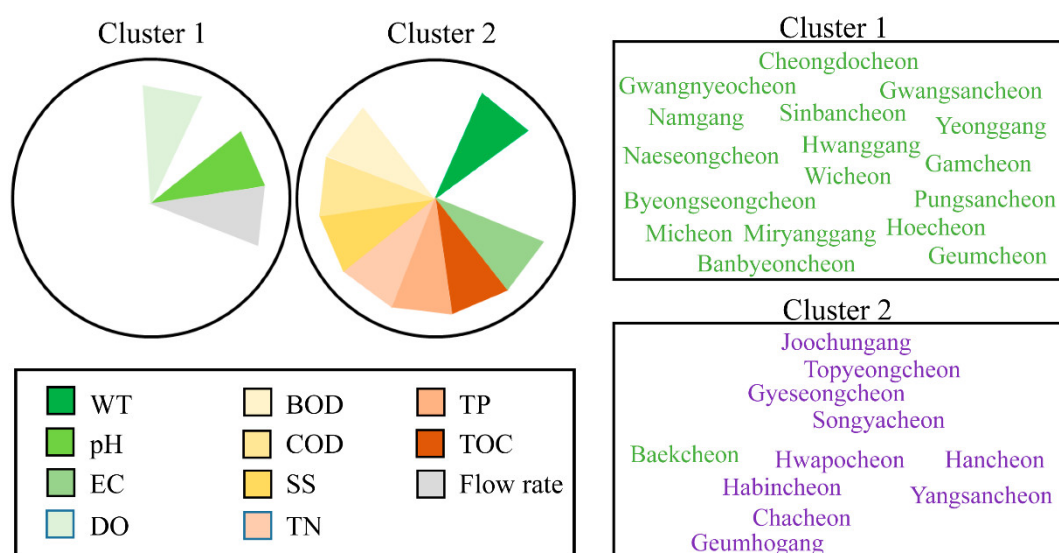 Cluster 1
Cluster 2
WT
pH
EC
DO
BOD
COD
SS
TN
TP
TOC
Flow rate
Cluster 1
Cheongdocheon
Gwangnyeocheon
Gwangsancheon
Namgang
Sinbancheon
Yeonggang
Naeseongcheon
Hwanggang
Gamcheon
Wicheon
Byeongseongcheon
Pungsancheon
Micheon
Miryanggang
Hoecheon
Banbyeoncheon
Geumcheon
Cluster 2
Joochungang
Topyeongcheon
Gyeseongcheon
Songyacheon
Baekcheon
Hwapocheon
Hancheon
Habincheon
Yangsancheon
Chacheon
Geumhogang